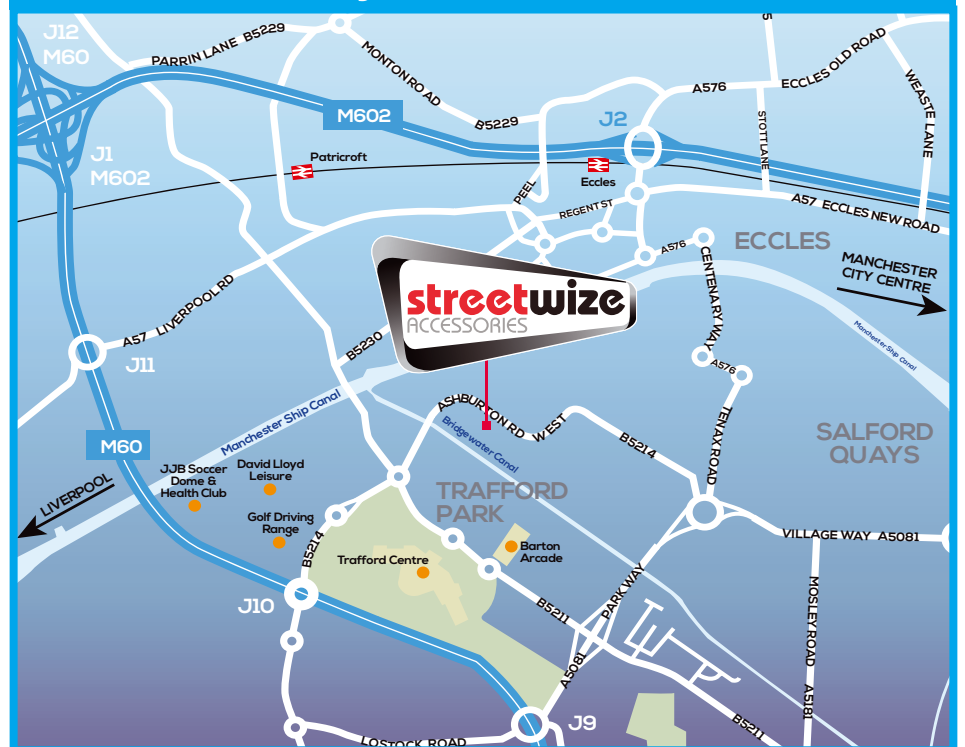 J12
M60
PARRIN LANE B5229
MONTON ROAD
B5229
M602
J2
A576
ECCLES OLD ROAD
WEASTE LANE
STOTT LANE
5
J1
M602
Patricroft
Eccles
PEEL
REGENT ST
A57 ECCLES NEW ROAD
A576
ECCLES
MANCHESTER
CITY CENTRE
CENTENARY WAY
Manchester Ship Canal
A57 LIVERPOOL RD
streetwize
ACCESSORIES
B5230
J11
A576
Manchester Ship Canal
ASHBURTON RD WEST
Bridgewater Canal
B5214
TENAX ROAD
SALFORD
QUAYS
M60
LIVERPOOL
JJB Soccer
Dome &
Health Club
David Lloyd
Leisure
Golf Driving
Range
TRAFFORD
PARK
B5214
Trafford Centre
Barton
Arcade
VILLAGE WAY A5081
J10
B5211
PARKWAY
MOSLEY ROAD A5181
A5081
J9
B5211
LOSTOCK ROAD